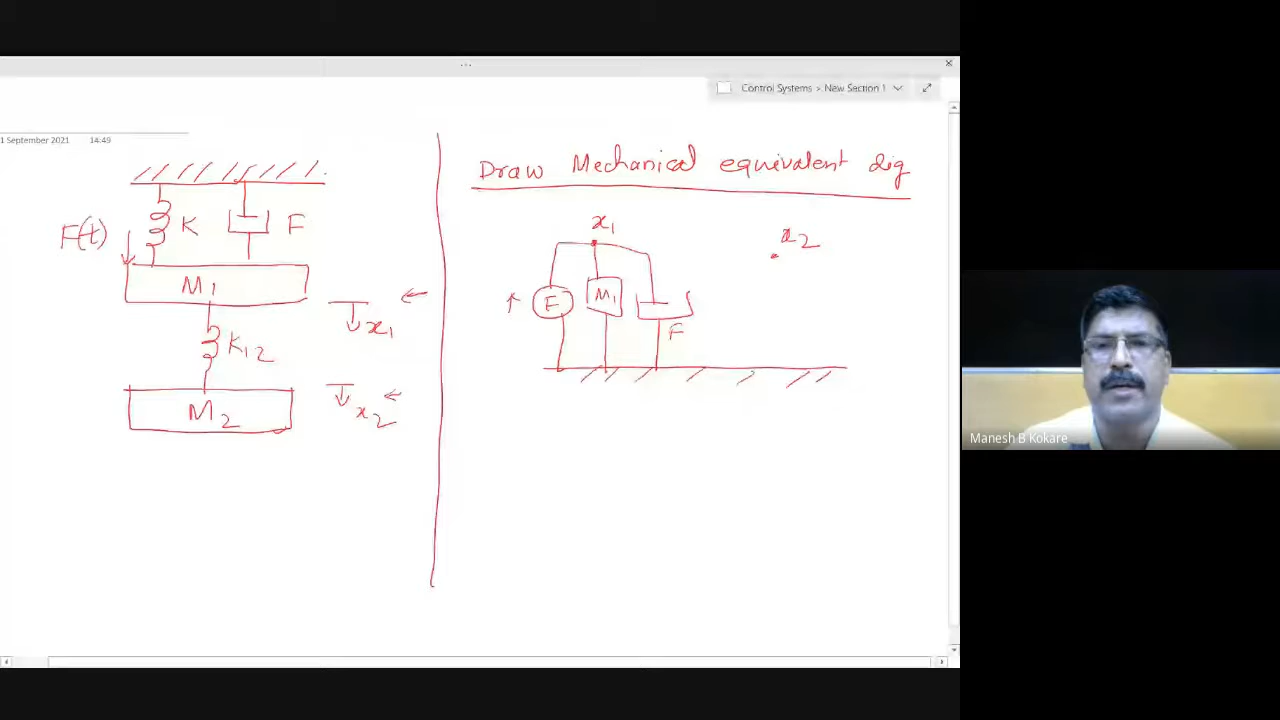 Control Systems > New Section 1
1 September 2021 14:49
Draw Mechanical equivalent dig
F(t)
K
F
M1
x1
K12
M2
x2
x1
x2
F
M1
F
Manesh B Kokare